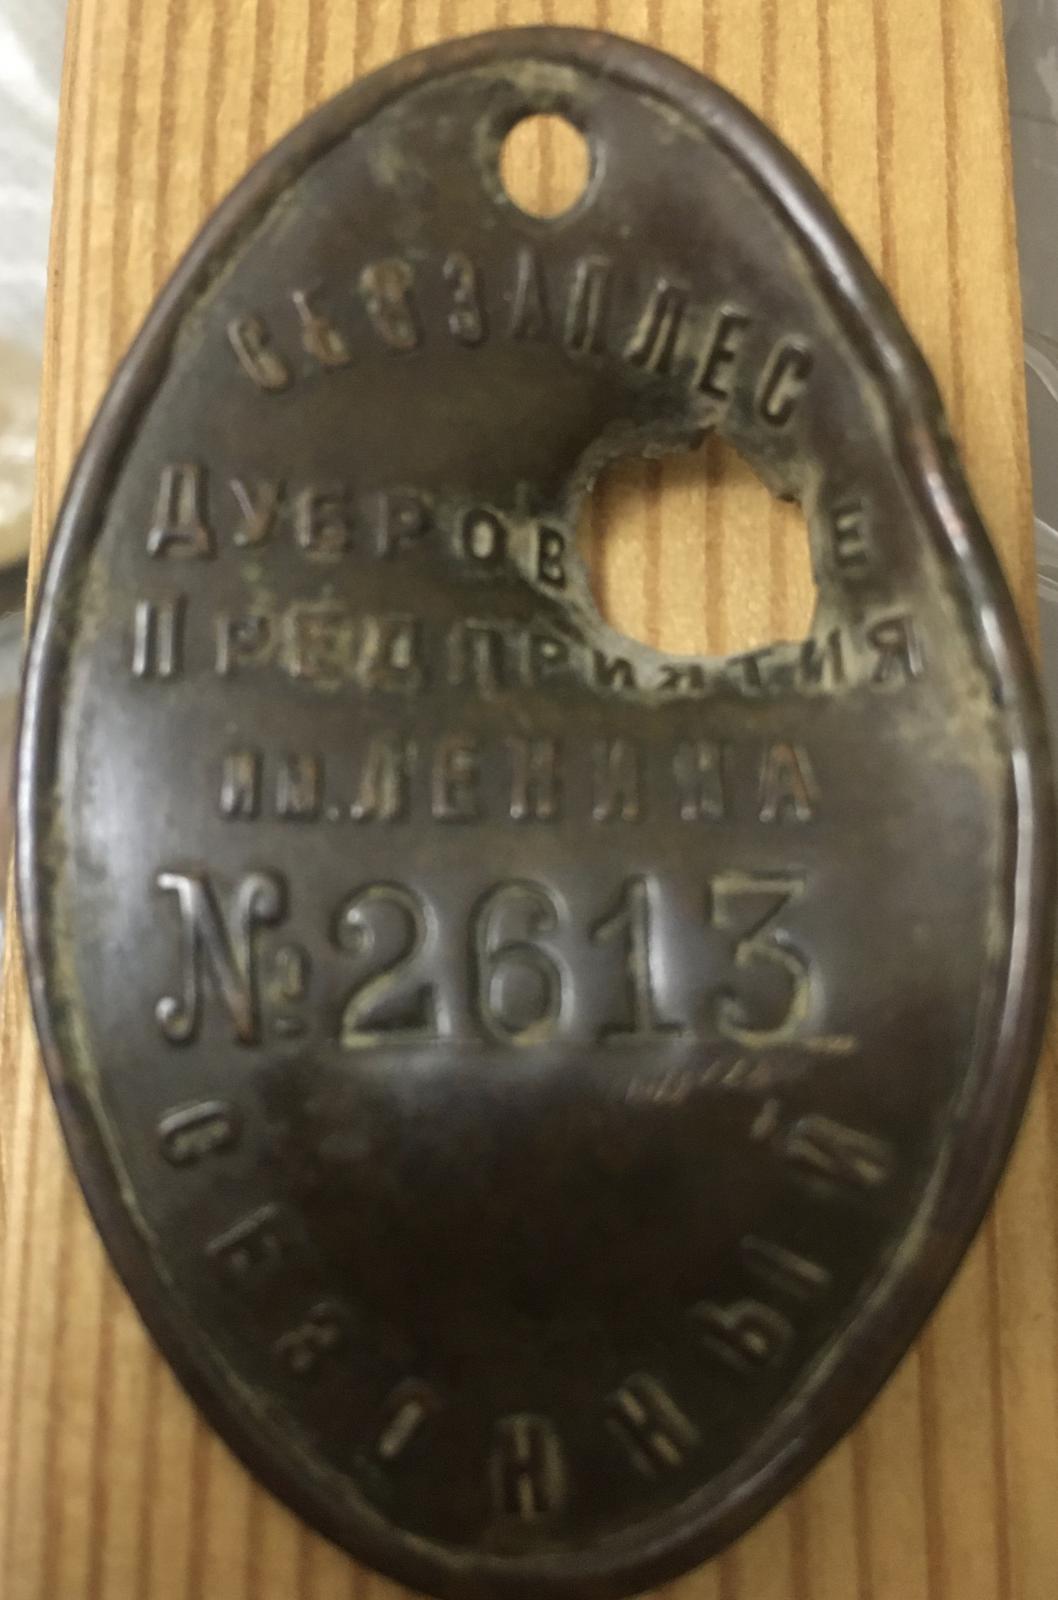 СЕВЗАПЛЕС
ДУБРОВ Е
ПРЕДПРИЯТИЯ
им.ЛЕНИНА
№2613
СЕЗОННЫЙ